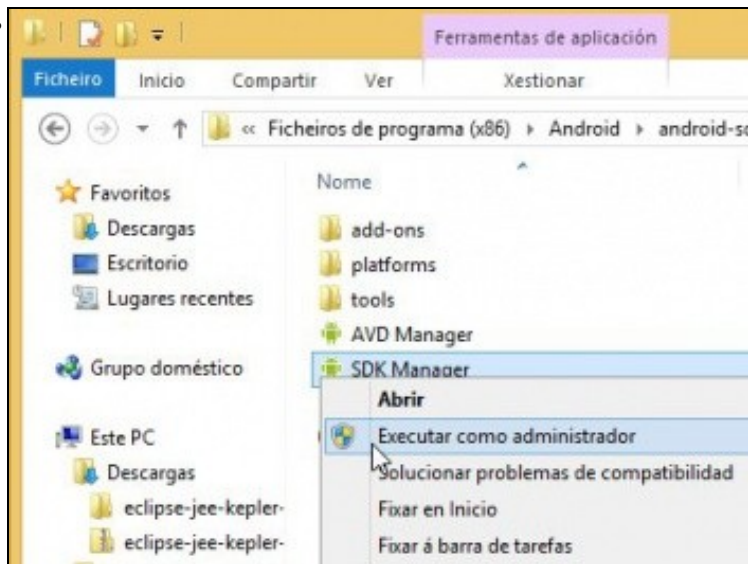 Ferramentas de aplicación
Ficheiro Inicio Compartir Ver Xestionar
« Ficheiros de programa (x86) Android
Favoritos
Descargas
Escritorio
Lugares recentes
Grupo doméstico
Este PC
Descargas
eclipse-jee-kepler-
eclipse-jee-kepler-
Nome
add-ons
platforms
tools
AVD Manager
SDK Manager
Abrir
Executar como administrador
Solucionar problemas de compatibilidad
Fixar en Inicio
Fixar á barra de tarefas